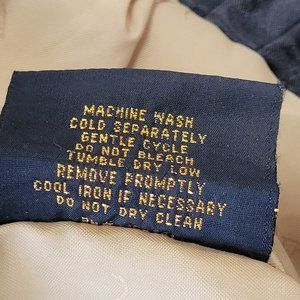 MACHINE WASH
COLD SEPARATELY
GENTLE CYCLE
DO NOT BLEACH
TUMBLE DRY LOW
REMOVE PROMPTLY
COOL IRON IF NECESSARY
DO NOT DRY CLEAN